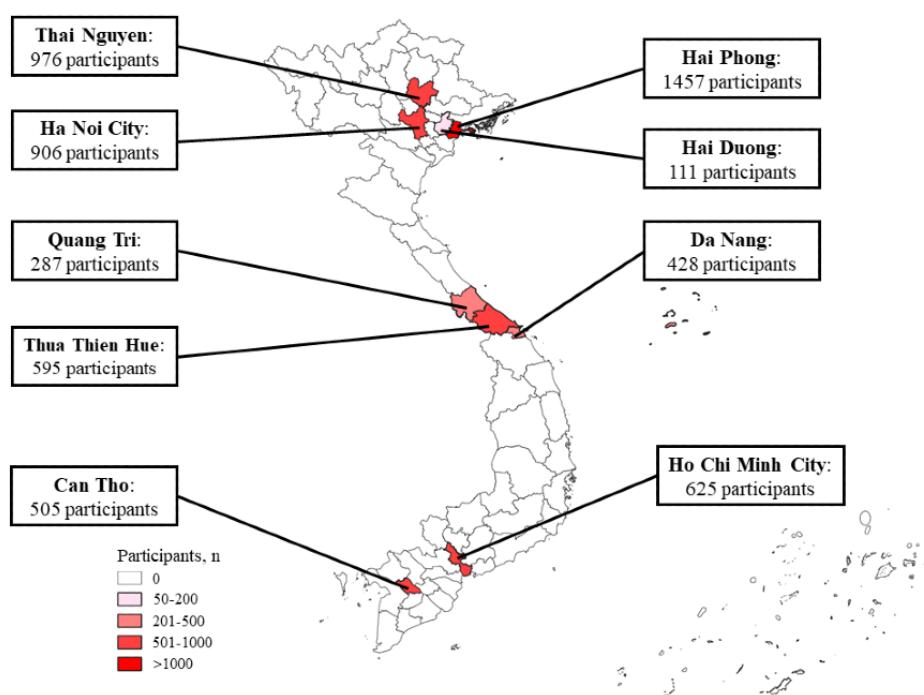 Thai Nguyen:
976 participants
Hai Phong:
1457 participants
Ha Noi City:
906 participants
Hai Duong:
111 participants
Quang Tri:
287 participants
Da Nang:
428 participants
Thua Thien Hue:
595 participants
Can Tho:
505 participants
Ho Chi Minh City:
625 participants
Participants, n
0
50-200
201-500
501-1000
>1000